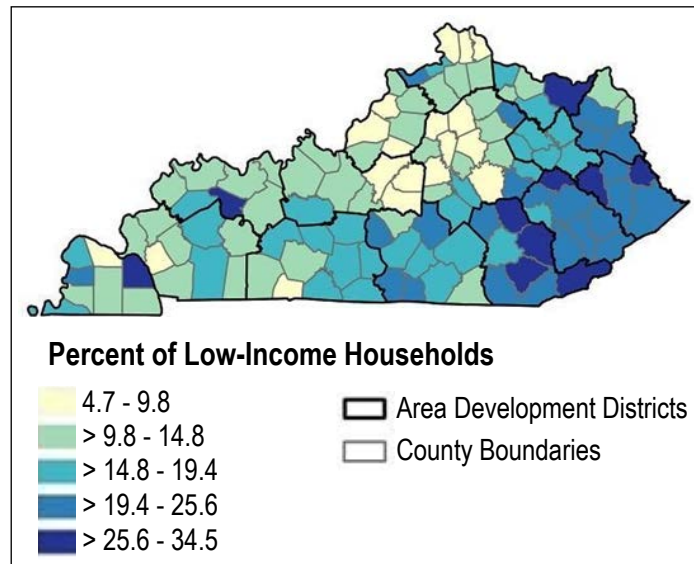 Percent of Low-Income Households
4.7 - 9.8
> 9.8 - 14.8
> 14.8 - 19.4
> 19.4 - 25.6
> 25.6 - 34.5
Area Development Districts
County Boundaries